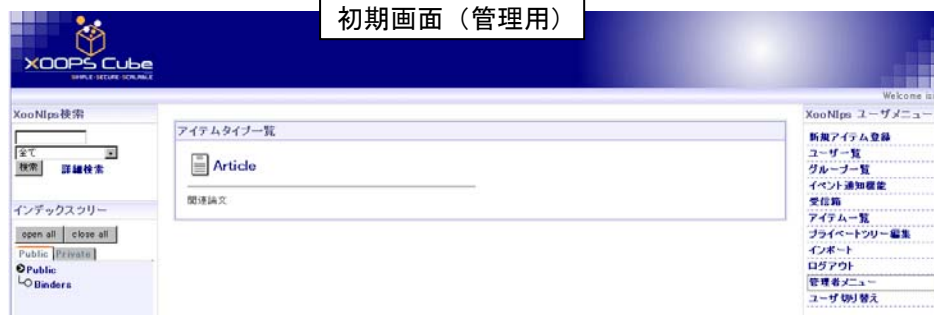 初期画面(管理用)
XOOPS Cube
SIMPLE·SECURE·SCALABLE
Welcome is
XooNIps検索
全て
検索 詳細検索
インデックスツリー
open all close all
Public Private
Public
Binders
アイテムタイプ一覧
Article
関連論文
XooNIps ユーザメニュー
新規アイテム登録
ユーザー覧
グループ一覧
イベント通知機能
受信箱
アイテム一覧
プライベートツリー編集
インポート
ログアウト
管理者メニュー
ユーザ切り替え